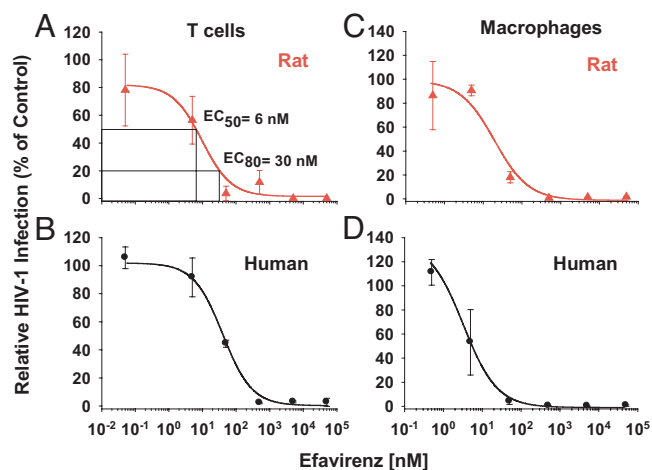 A
T cells
Rat
120
100
80
60
40
20
0
EC50= 6 nM
EC80= 30 nM
C
Macrophages
Rat
120
100
80
60
40
20
0
Relative HIV-1 Infection (% of Control)
B
Human
120
100
80
60
40
20
0
10-2 10-1 100 101 102 103 104 105
D
Human
140
120
100
80
60
40
20
0
10-1 100 101 102 103 104 105
Efavirenz [nM]